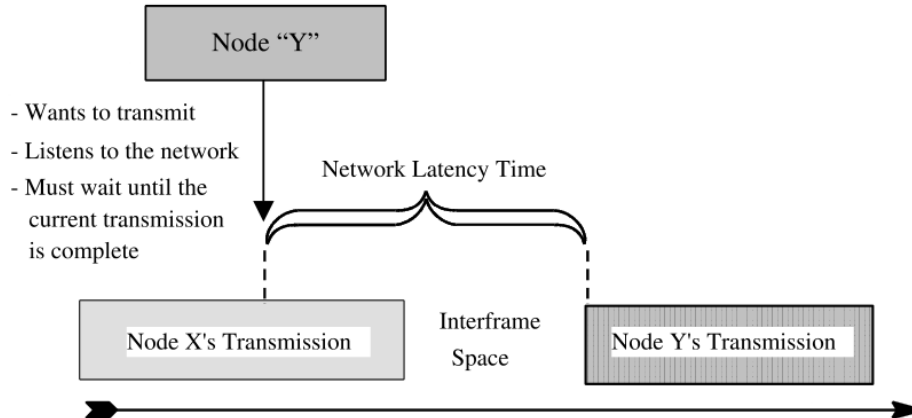 Node “Y”
- Wants to transmit
- Listens to the network
- Must wait until the
current transmission
is complete
Network Latency Time
Node X's Transmission
Interframe
Space
Node Y's Transmission